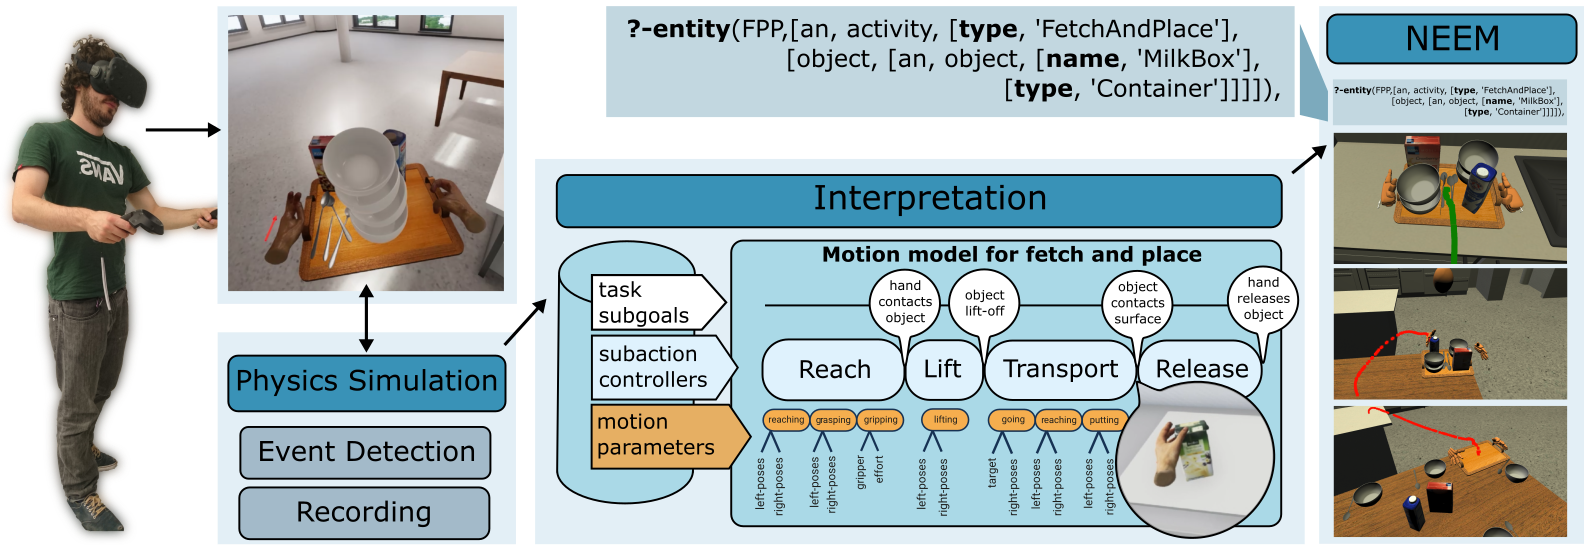 ?-entity(FPP,[an, activity, [type, 'FetchAndPlace'],
[object, [an, object, [name, 'MilkBox'],
[type, 'Container']]]]),
NEEM
?-entity(FPP,[an, activity, [type, 'FetchAndPlace'],
[object, [an, object, [name, 'MilkBox'],
[type, 'Container']]]]),
VANS
Interpretation
Motion model for fetch and place
task
subgoals
subaction
controllers
motion
parameters
hand
contacts
object
object
lift-off
object
contacts
surface
hand
releases
object
Reach
Lift
Transport
Release
reaching
grasping
gripping
lifting
going
reaching
putting
left-poses
right-poses
left-poses
right-poses
gripper
effort
left-poses
right-poses
target
right-poses
left-poses
right-poses
left-poses
right-poses
Physics Simulation
Event Detection
Recording